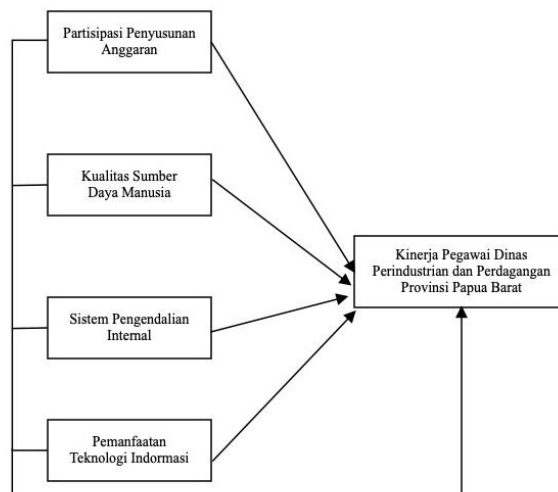 Partisipasi Penyusunan
Anggaran
Kualitas Sumber
Daya Manusia
Kinerja Pegawai Dinas
Perindustrian dan Perdagangan
Provinsi Papua Barat
Sistem Pengendalian
Internal
Pemanfaatan
Teknologi Indormasi